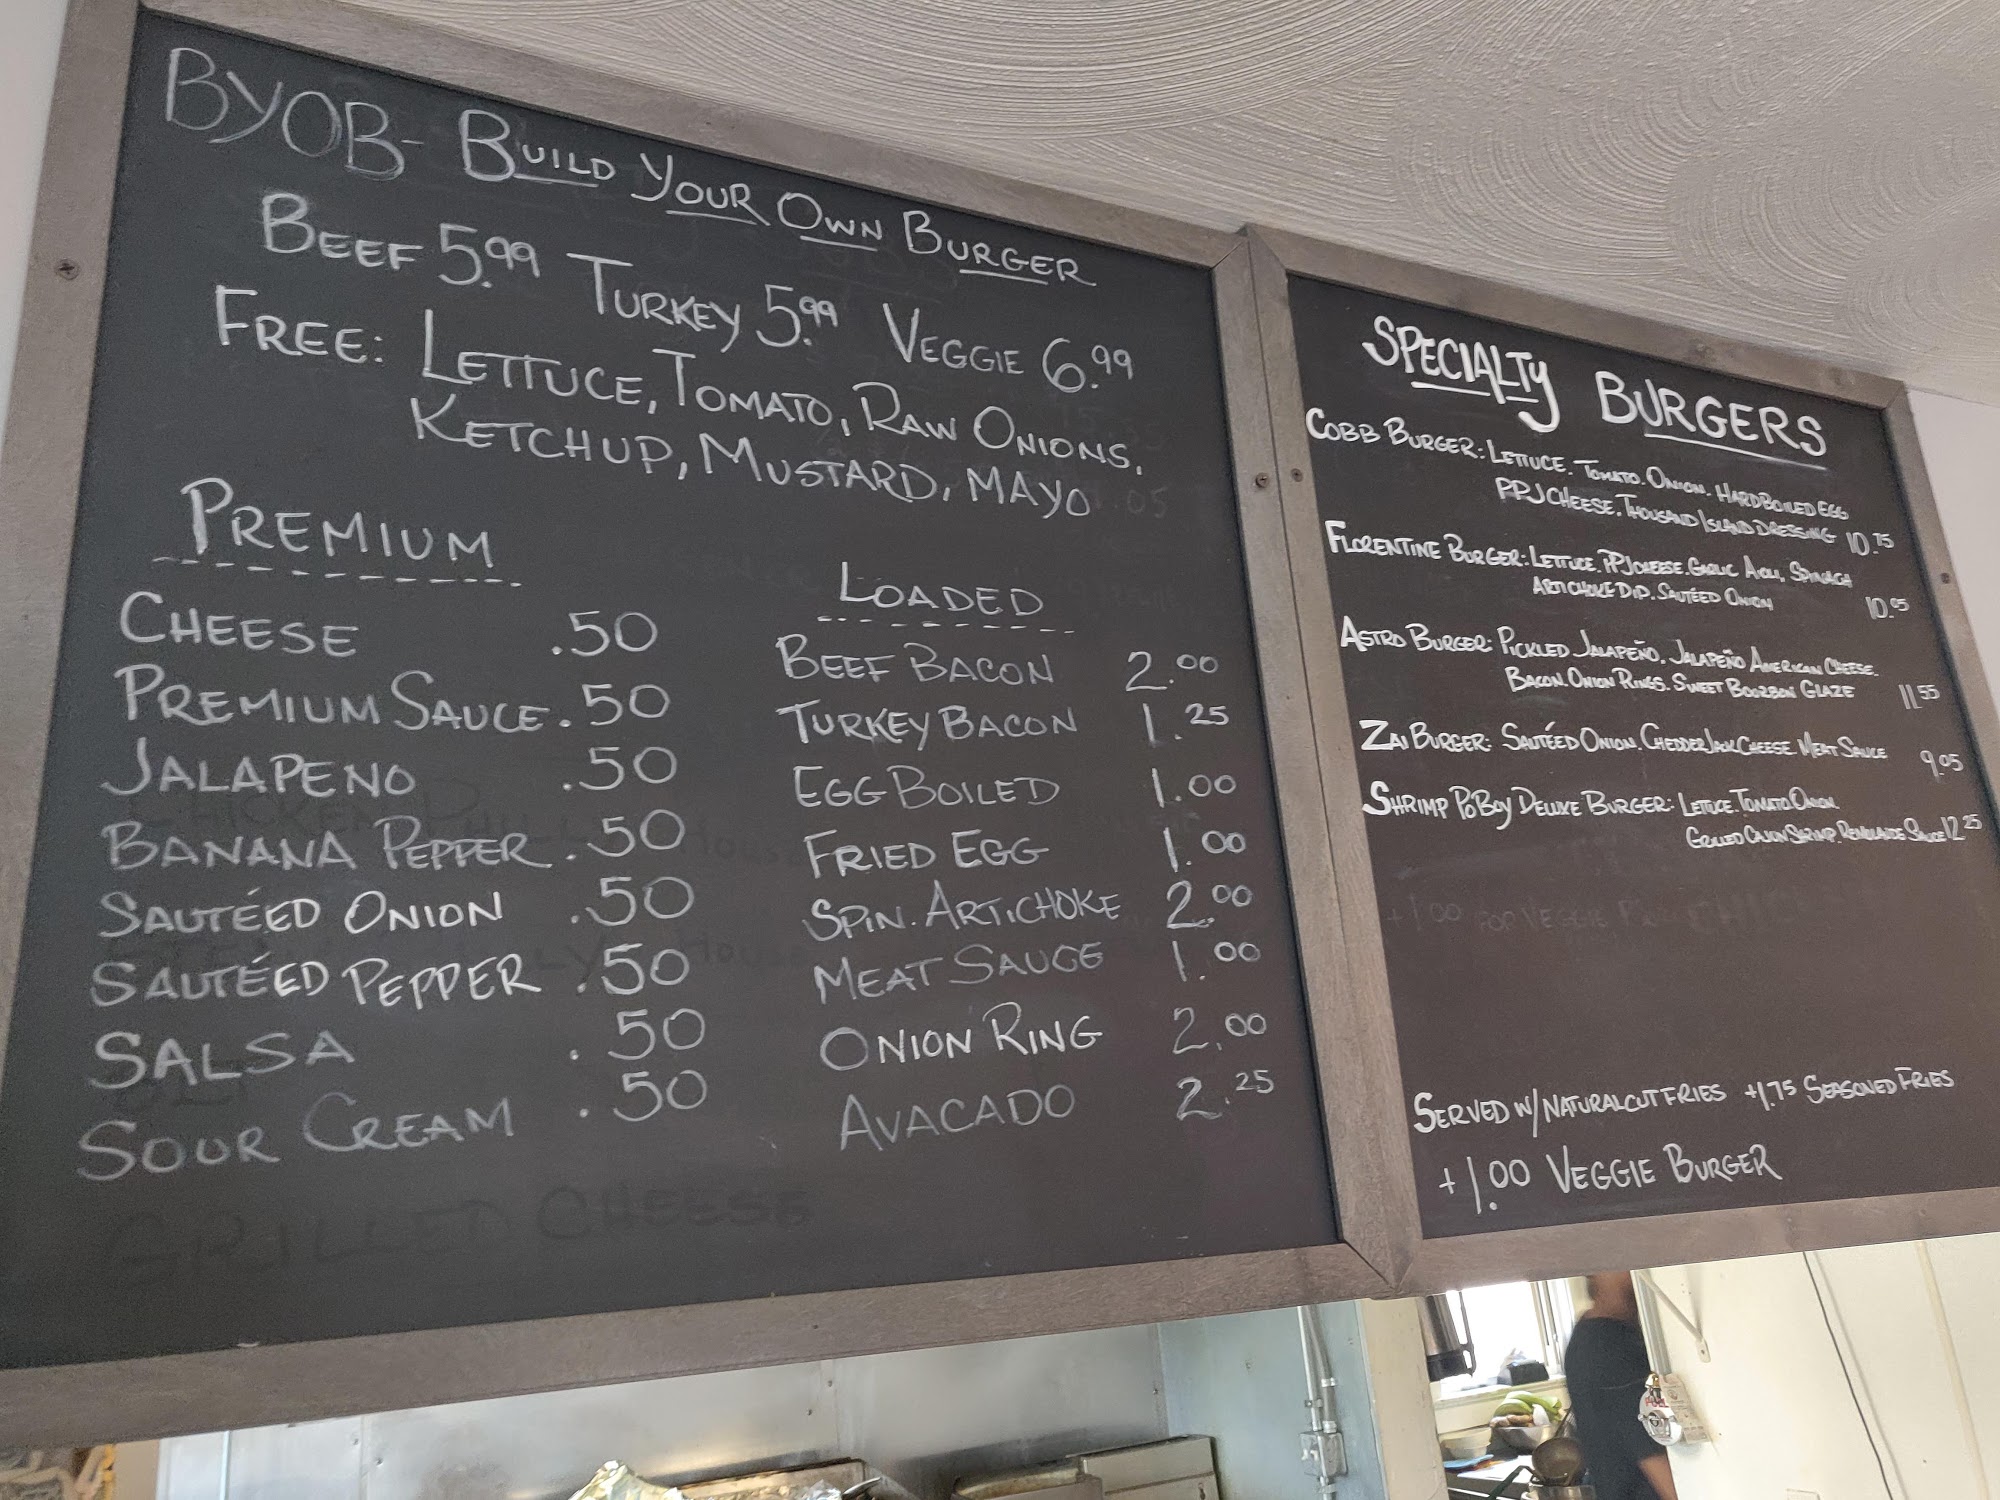 BYOB- BUILD YOUR OWN BURGER
BEEF 5.99 TURKEY 5.99 VEGGIE 6.99
FREE: LETTUCE, TOMATO, RAW ONIONS,
KETCHUP, MUSTARD, MAYO
PREMIUM
CHEESE .50
PREMIUM SAUCE .50
JALAPENO .50
BANANA PEPPER .50
SAUTÉED ONION .50
SAUTÉED PEPPER .50
SALSA .50
SOUR CREAM .50
GRILLED CHEESE
LOADED
BEEF BACON 2.00
TURKEY BACON 1.25
EGG BOILED 1.00
FRIED EGG 1.00
SPIN. ARTICHOKE 2.00
MEAT SAUCE 1.00
ONION RING 2.00
AVACADO 2.25
SPECIALTY BURGERS
COBB BURGER: LETTUCE. TOMATO. ONION. HARDBOILED EGG
PPJ CHEESE. THOUSAND ISLAND DRESSING 10.75
FLORENTINE BURGER: LETTUCE. PPJ CHEESE. GARLIC AIOLI, SPINACH
ARTICHOKE DIP. SAUTÉED ONION 10.05
ASTRO BURGER: PICKLED JALAPEÑO. JALAPEÑO AMERICAN CHEESE.
BACON. ONION RINGS. SWEET BOURBON GLAZE 11.55
ZAI BURGER: SAUTÉED ONION. CHEDDER JACK CHEESE. MEAT SAUCE 9.05
SHRIMP PO BOY DELUXE BURGER: LETTUCE. TOMATO ONION.
GRILLED CAJUN SHRIMP. REMULADE SAUCE 12.25
+1.00 FOR VEGGIE
SERVED W/ NATURAL CUT FRIES +1.75 SEASONED FRIES
+1.00 VEGGIE BURGER